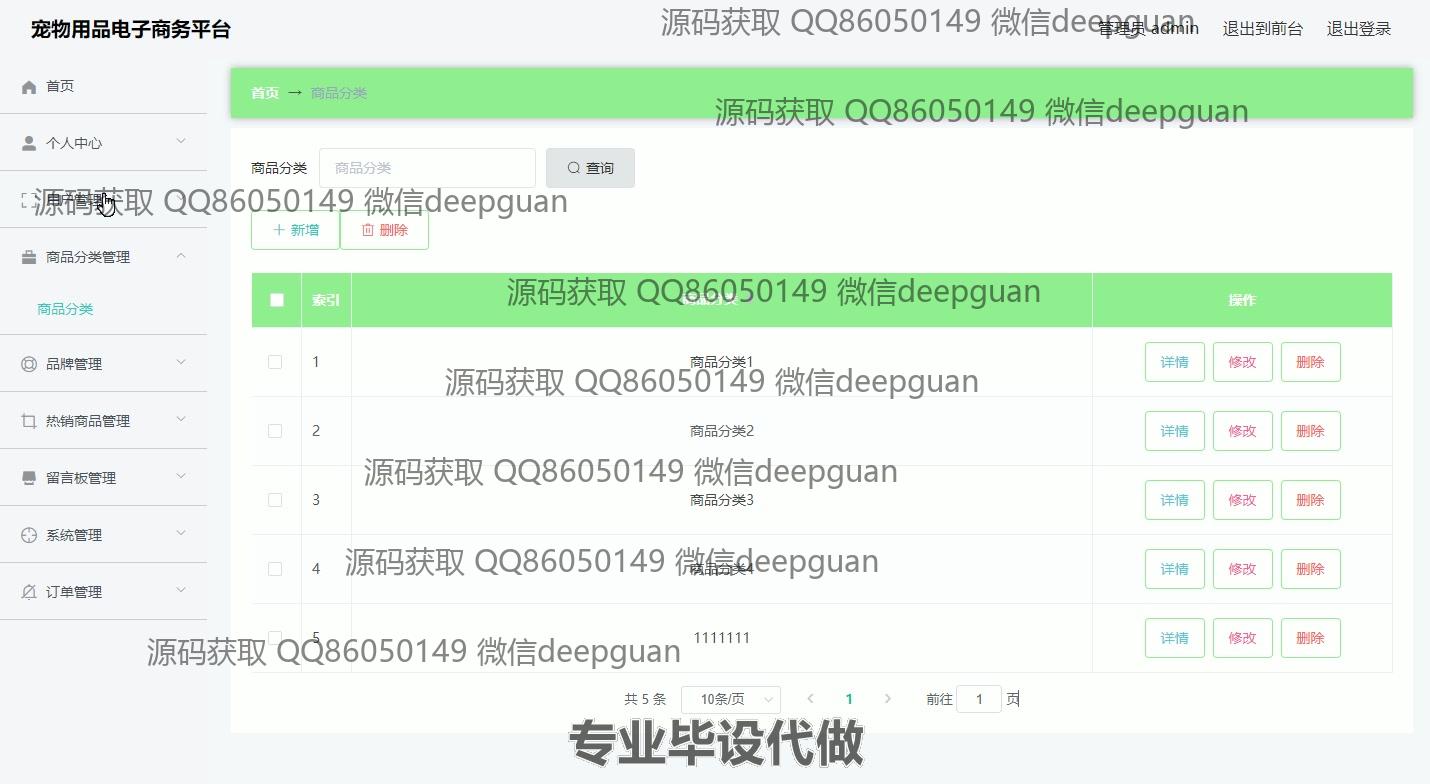 宠物用品电子商务平台
源码获取 QQ86050149 微信deepguan
管理员 admin 退出到前台 退出登录
首页
首页 → 商品分类
源码获取 QQ86050149 微信deepguan
个人中心
商品分类 商品分类 查询
源码获取 QQ86050149 微信deepguan
用户管理
新增 删除
商品分类管理
源码获取 QQ86050149 微信deepguan
索引 商品分类 操作
商品分类
1 商品分类1 详情 修改 删除
品牌管理
源码获取 QQ86050149 微信deepguan
热销商品管理
2 商品分类2 详情 修改 删除
源码获取 QQ86050149 微信deepguan
留言板管理
3 商品分类3 详情 修改 删除
系统管理
源码获取 QQ86050149 微信deepguan
4 商品分类4 详情 修改 删除
订单管理
5 1111111 详情 修改 删除
源码获取 QQ86050149 微信deepguan
共 5 条 10条/页 1 前往 1 页
专业毕设代做